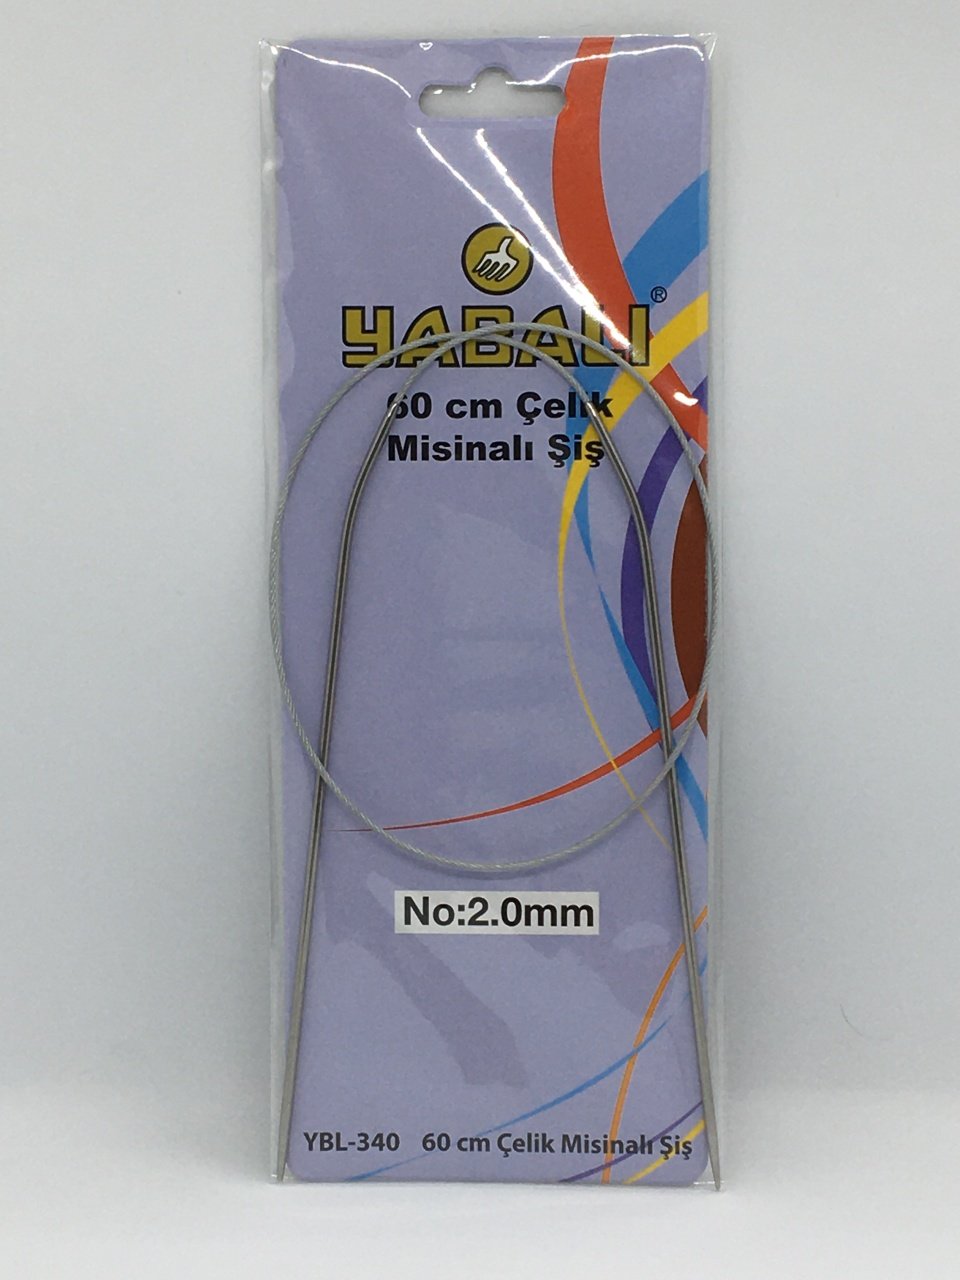 YABALI®
60 cm Çelik
Misinalı Şiş
No:2.0mm
YBL-340 60 cm Çelik Misinalı Şiş